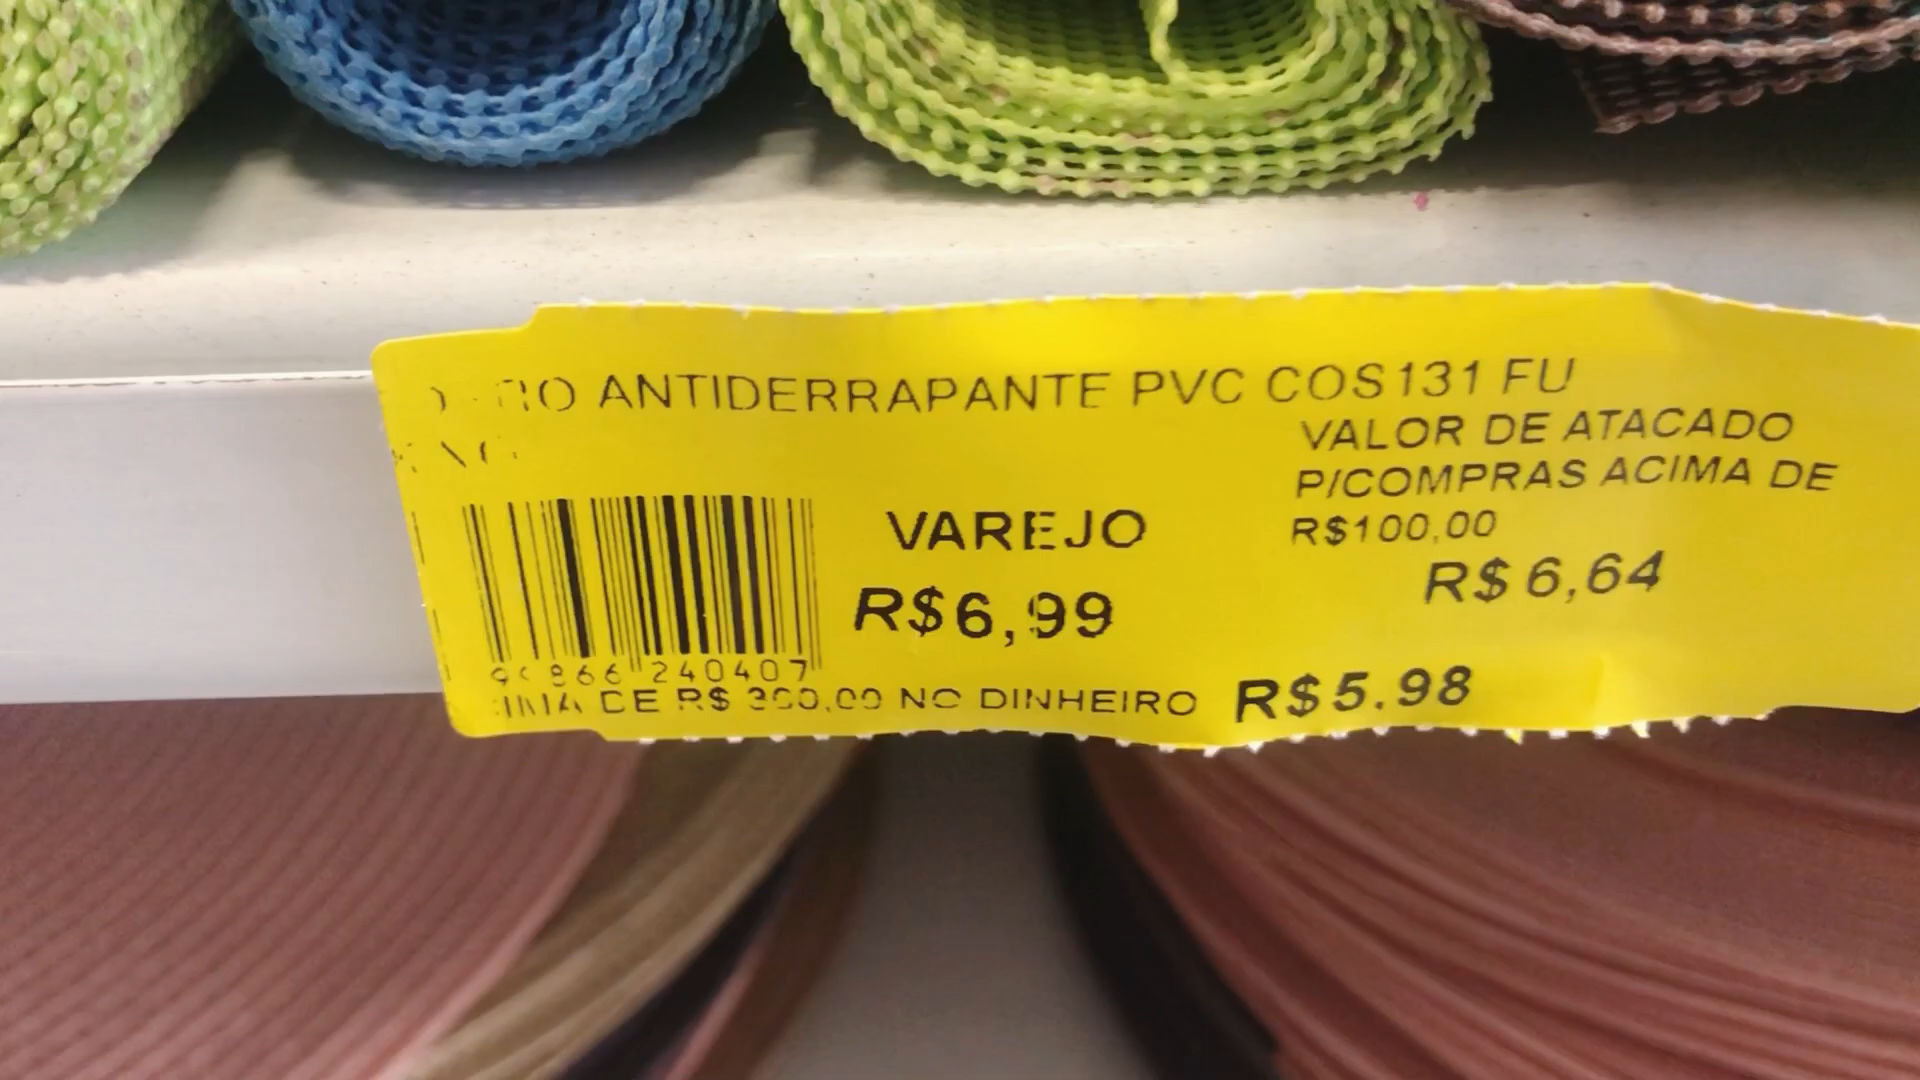 ANTIDERRAPANTE PVC COS131 FU
VALOR DE ATACADO
P/COMPRAS ACIMA DE
R$100,00
R$ 6,64
VAREJO
R$6,99
866 240407
DE R$ 300,00 NO DINHEIRO R$5.98